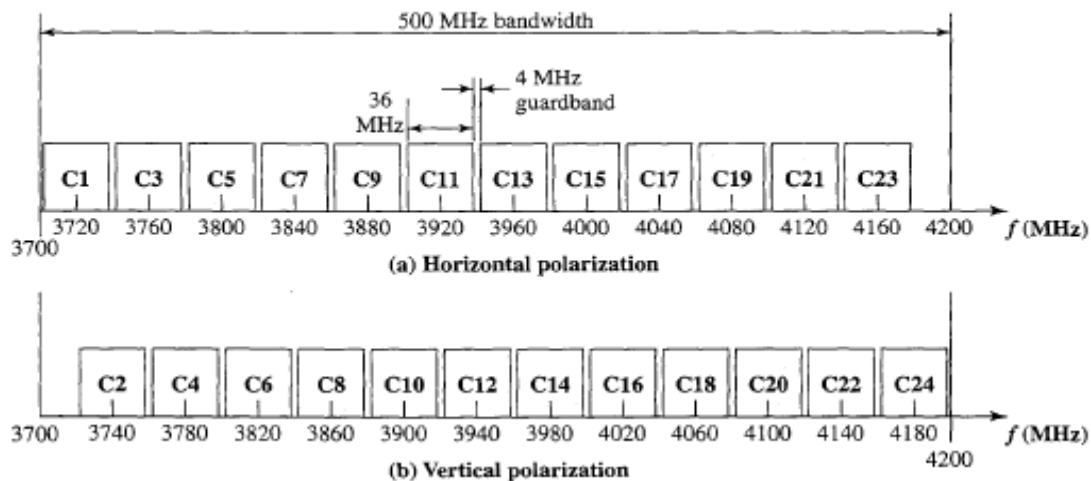 500 MHz bandwidth
4 MHz
guardband
36
MHz
C1 C3 C5 C7 C9 C11 C13 C15 C17 C19 C21 C23
3720 3760 3800 3840 3880 3920 3960 4000 4040 4080 4120 4160 4200 f (MHz)
3700
(a) Horizontal polarization
C2 C4 C6 C8 C10 C12 C14 C16 C18 C20 C22 C24
3700 3740 3780 3820 3860 3900 3940 3980 4020 4060 4100 4140 4180 f (MHz)
4200
(b) Vertical polarization